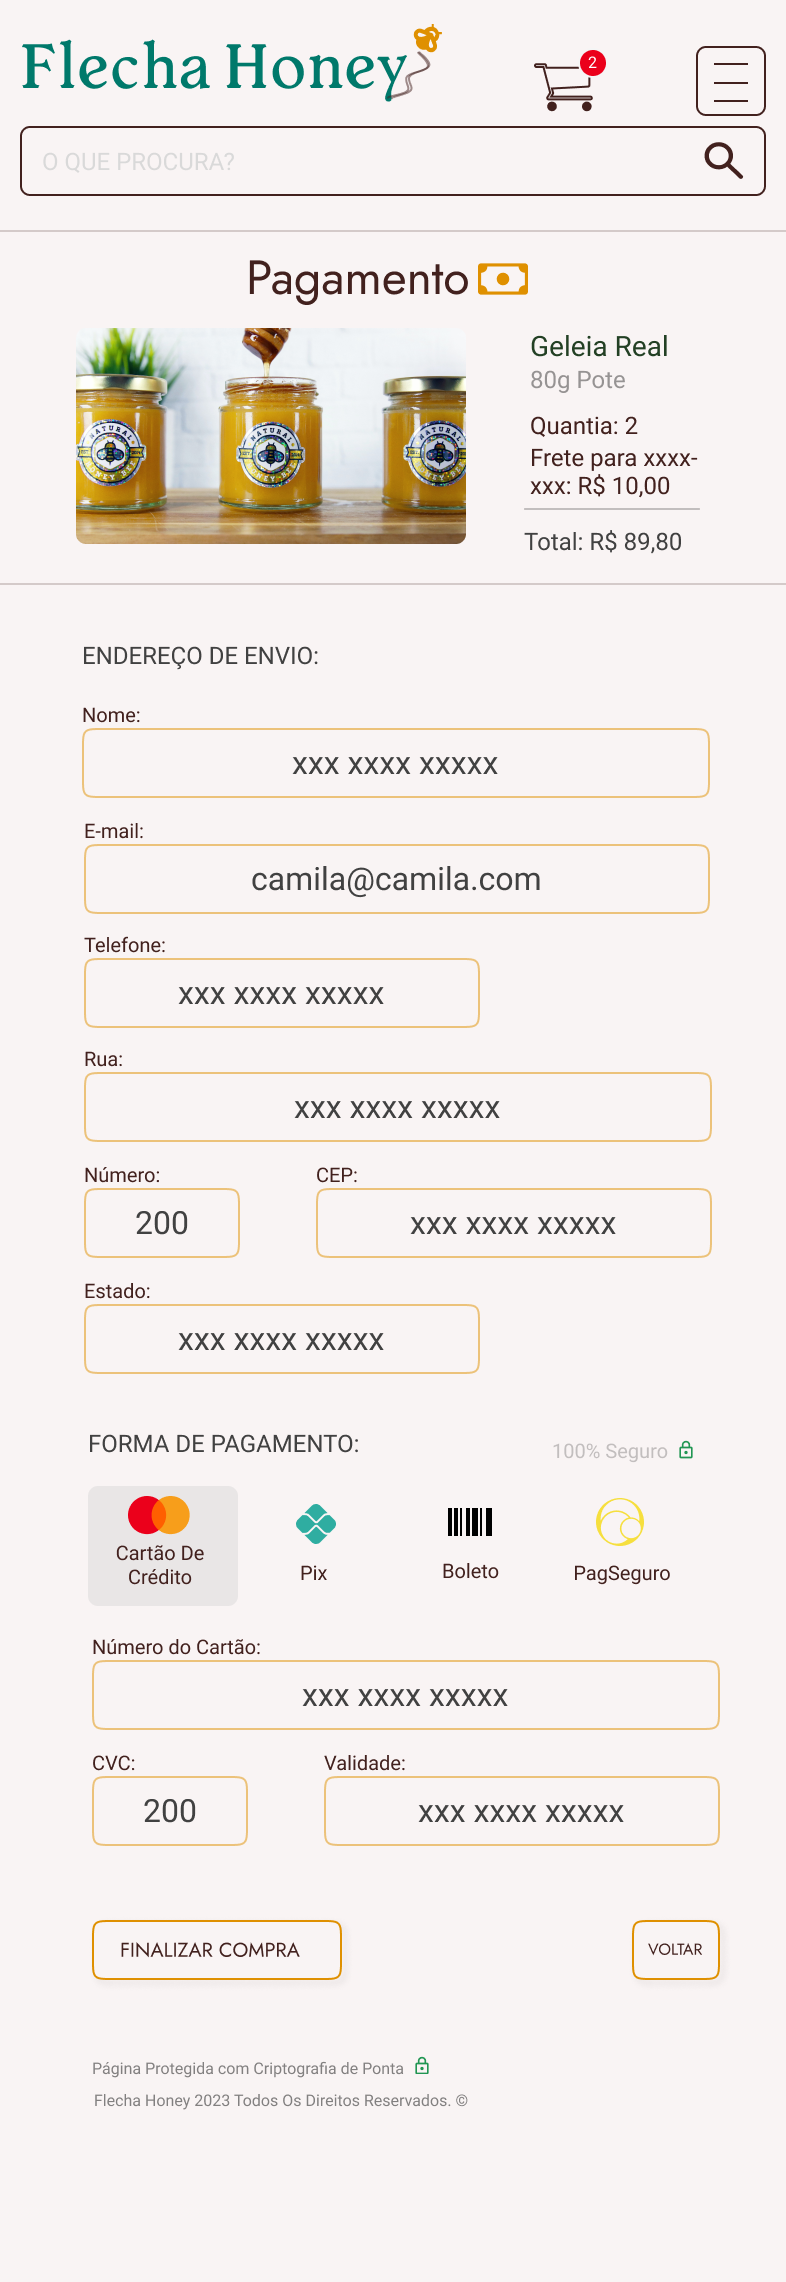 Flecha Honey
2
O QUE PROCURA?
Pagamento
NATURAL
NATURAL
NATURAL
Geleia Real
80g Pote
Quantia: 2
Frete para xxxx-
xxx: R$ 10,00
Total: R$ 89,80
ENDEREÇO DE ENVIO:
Nome:
xxx xxxx xxxxx
E-mail:
camila@camila.com
Telefone:
xxx xxxx xxxxx
Rua:
xxx xxxx xxxxx
Número: CEP:
200 xxx xxxx xxxxx
Estado:
xxx xxxx xxxxx
FORMA DE PAGAMENTO: 100% Seguro
Cartão De
Crédito
Pix
Boleto
PagSeguro
Número do Cartão:
xxx xxxx xxxxx
CVC: Validade:
200 xxx xxxx xxxxx
FINALIZAR COMPRA VOLTAR
Página Protegida com Criptografia de Ponta
Flecha Honey 2023 Todos Os Direitos Reservados. ©